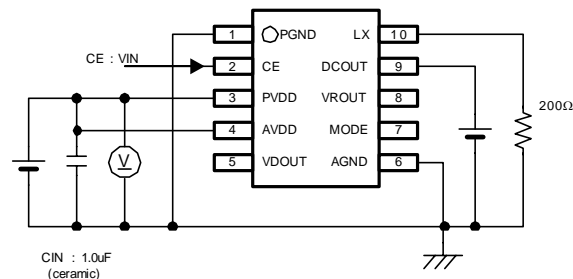 1 PGND LX 10
CE : VIN
2 CE DCOUT 9
3 PVDD VROUT 8
200Ω
4 AVDD MODE 7
V
5 VDOUT AGND 6
CIN : 1.0uF
(ceramic)